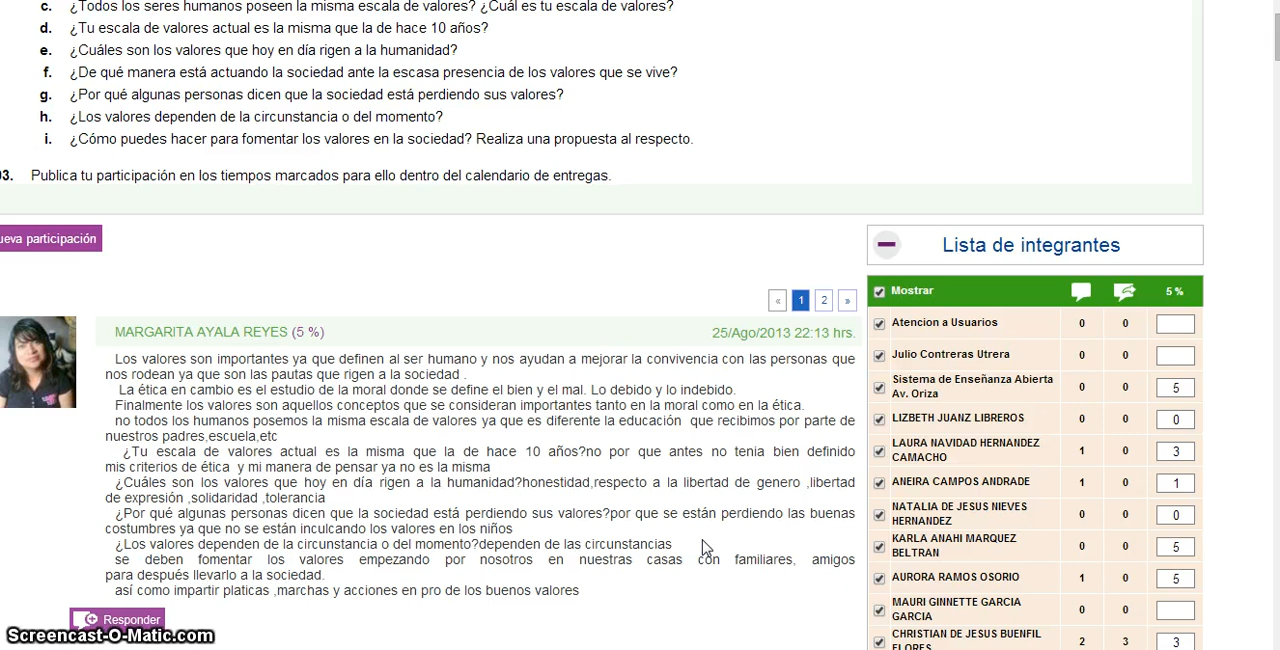 c. ¿Todos los seres humanos poseen la misma escala de valores? ¿Cuál es tu escala de valores?
d. ¿Tu escala de valores actual es la misma que la de hace 10 años?
e. ¿Cuáles son los valores que hoy en día rigen a la humanidad?
f. ¿De qué manera está actuando la sociedad ante la escasa presencia de los valores que se vive?
g. ¿Por qué algunas personas dicen que la sociedad está perdiendo sus valores?
h. ¿Los valores dependen de la circunstancia o del momento?
i. ¿Cómo puedes hacer para fomentar los valores en la sociedad? Realiza una propuesta al respecto.
03. Publica tu participación en los tiempos marcados para ello dentro del calendario de entregas.
ueva participación
« 1 2 »
MARGARITA AYALA REYES (5 %) 25/Ago/2013 22:13 hrs.
Los valores son importantes ya que definen al ser humano y nos ayudan a mejorar la convivencia con las personas que
nos rodean ya que son las pautas que rigen a la sociedad .
La ética en cambio es el estudio de la moral donde se define el bien y el mal. Lo debido y lo indebido.
Finalmente los valores son aquellos conceptos que se consideran importantes tanto en la moral como en la ética.
no todos los humanos posemos la misma escala de valores ya que es diferente la educación que recibimos por parte de
nuestros padres,escuela,etc
¿Tu escala de valores actual es la misma que la de hace 10 años?no por que antes no tenia bien definido
mis criterios de ética y mi manera de pensar ya no es la misma
¿Cuáles son los valores que hoy en día rigen a la humanidad?honestidad,respecto a la libertad de genero ,libertad
de expresión ,solidaridad ,tolerancia
¿Por qué algunas personas dicen que la sociedad está perdiendo sus valores?por que se están perdiendo las buenas
costumbres ya que no se están inculcando los valores en los niños
¿Los valores dependen de la circunstancia o del momento?dependen de las circunstancias
se deben fomentar los valores empezando por nosotros en nuestras casas con familiares, amigos
para después llevarlo a la sociedad.
así como impartir platicas ,marchas y acciones en pro de los buenos valores
Responder
Lista de integrantes
Mostrar 5 %
Atencion a Usuarios 0 0
Julio Contreras Utrera 0 0
Sistema de Enseñanza Abierta
Av. Oriza 0 0 5
LIZBETH JUANZ LIBREROS 0 0 0
LAURA NAVIDAD HERNANDEZ
CAMACHO 1 0 3
ANEIRA CAMPOS ANDRADE 1 0 1
NATALIA DE JESUS NIEVES
HERNANDEZ 0 0 0
KARLA ANAHI MARQUEZ
BELTRAN 0 0 5
AURORA RAMOS OSORIO 1 0 5
MAURI GINNETTE GARCIA
GARCIA 0 0
CHRISTIAN DE JESUS BUENFIL
FLORES 2 3 3
Screencast-O-Matic.com